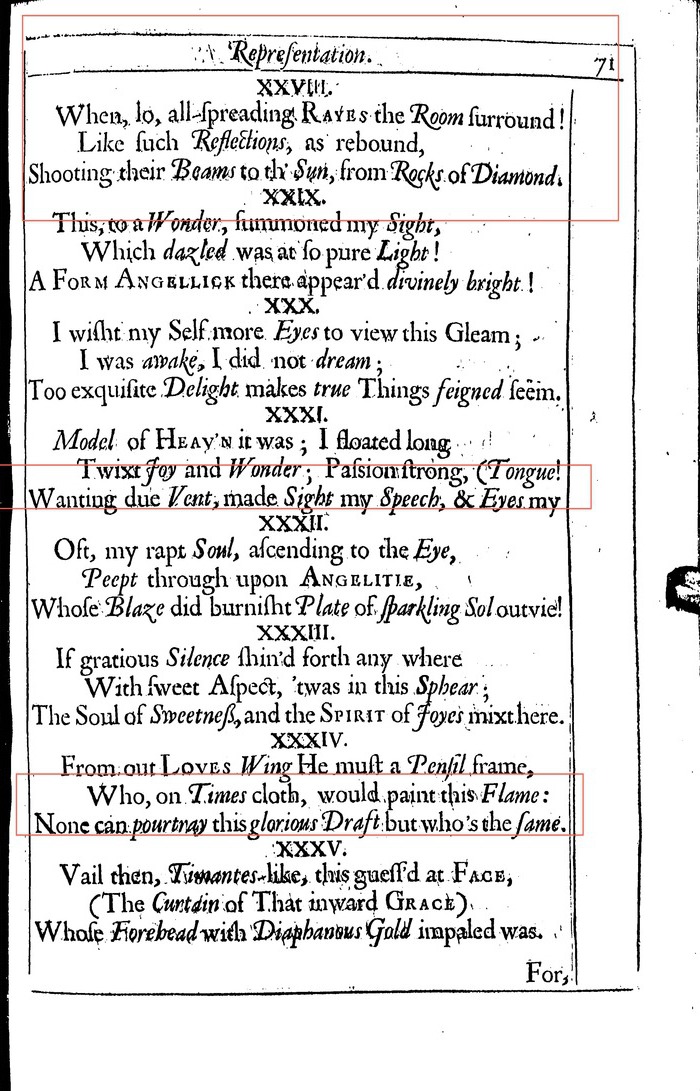 Repreſentation.
71
XXVIII.
When, lo, all-ſpreading RAYES the Room ſurround!
Like ſuch Reflections, as rebound,
Shooting their Beams to th' Sun, from Rocks of Diamond.
XXIX.
This, to a Wonder, ſummoned my Sight,
Which dazled was at ſo pure Light!
A FORM ANGELLICK there appear'd divinely bright!
XXX.
I wiſht my Self more Eyes to view this Gleam;
I was awake, I did not dream;
Too exquiſite Delight makes true Things feigned ſeem.
XXXI.
Model of HEAV'N it was; I floated long
Twixt Joy and Wonder; Paſsion ſtrong, (Tongue!
Wanting due Vent, made Sight my Speech, & Eyes my
XXXII.
Oft, my rapt Soul, aſcending to the Eye,
Peept through upon ANGELITIE,
Whoſe Blaze did burniſht Plate of ſparkling Sol outvie!
XXXIII.
If gratious Silence ſhin'd forth any where
With ſweet Aſpect, 'twas in this Sphear;
The Soul of Sweetneß, and the SPIRIT of Joyes mixt here.
XXXIV.
From out LOVES Wing He muſt a Penſil frame,
Who, on Times cloth, would paint this Flame:
None can pourtray this glorious Draft but who's the ſame.
XXXV.
Vail then, Timantes-like, this gueſſ'd at FACE,
(The Curtain of That inward GRACE)
Whoſe Forehead with Diaphanous Gold impaled was.
For,